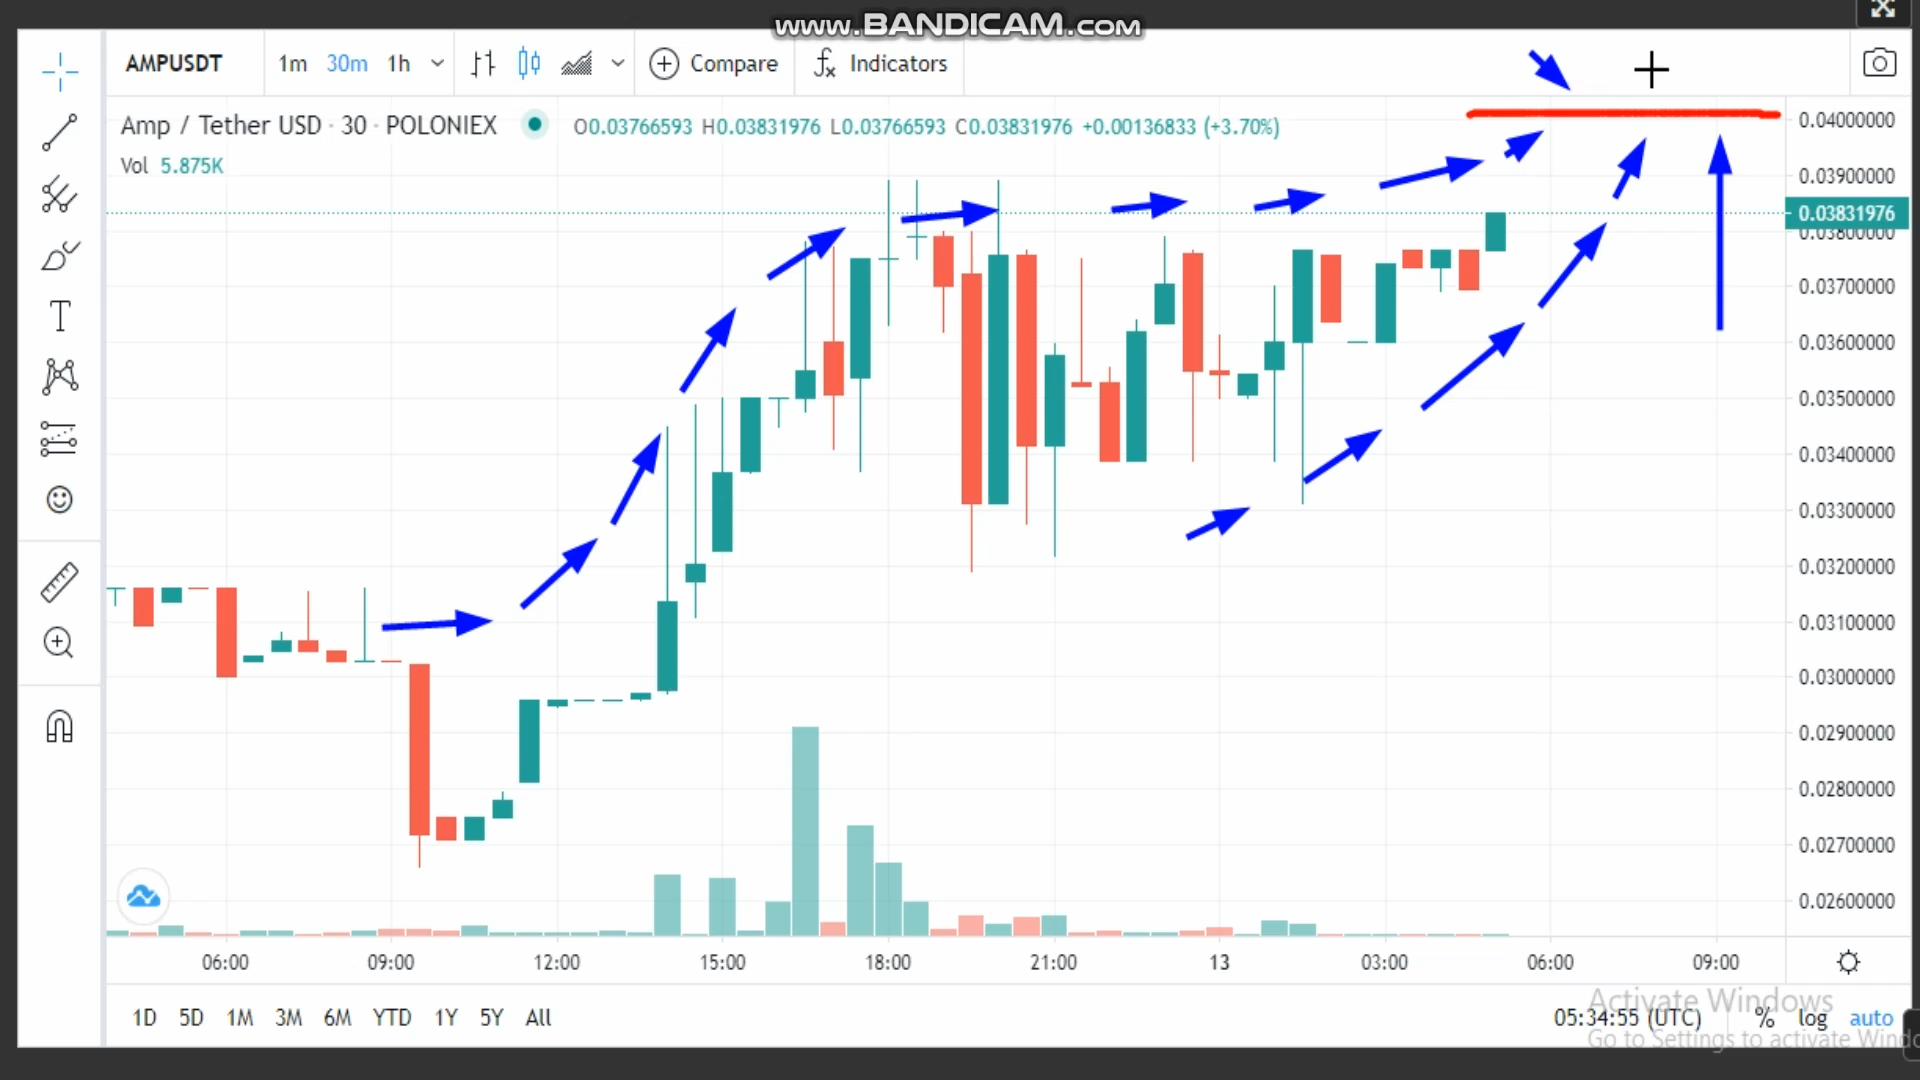 www.BANDICAM.com
AMPUSDT 1m 30m 1h Compare fx Indicators
Amp / Tether USD · 30 · POLONIEX O0.03766593 H0.03831976 L0.03766593 C0.03831976 +0.00136833 (+3.70%)
Vol 5.875K
0.04000000
0.03900000
0.03831976
0.03800000
0.03700000
0.03600000
0.03500000
0.03400000
0.03300000
0.03200000
0.03100000
0.03000000
0.02900000
0.02800000
0.02700000
0.02600000
06:00 09:00 12:00 15:00 18:00 21:00 13 03:00 06:00 09:00
1D 5D 1M 3M 6M YTD 1Y 5Y All 05:34:55 (UTC) % log auto
Activate Windows
Go to Settings to activate Windo